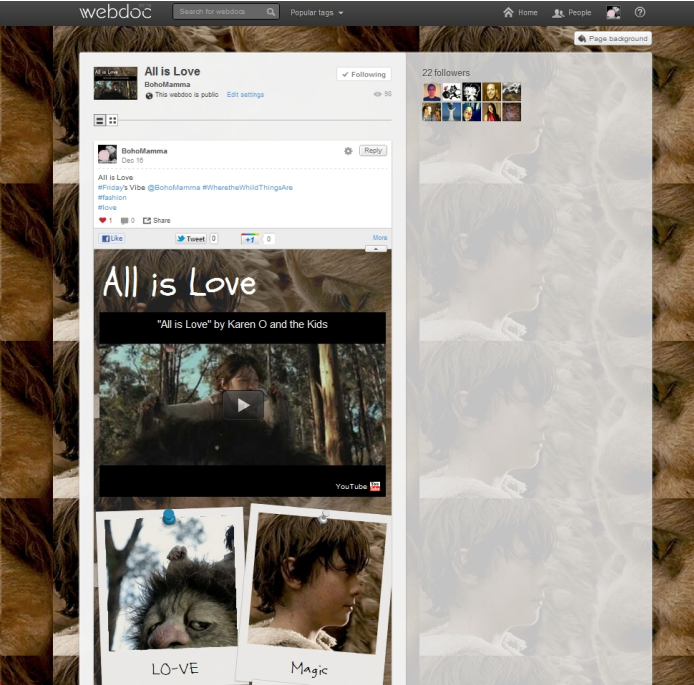 webdoc
Search for webdocs
Popular tags
Home
People
?
Page background
All is Love
BohoMamma
This webdoc is public Edit settings
Following
96
22 followers
BohoMamma
Dec 16
Reply
All is Love
#Friday's Vibe @BohoMamma #WheretheWhildThingsAre
#fashion
#love
1 0 Share
Like
Tweet 0
+1 0
More
All is Love
"All is Love" by Karen O and the Kids
YouTube
LO-VE
Magic